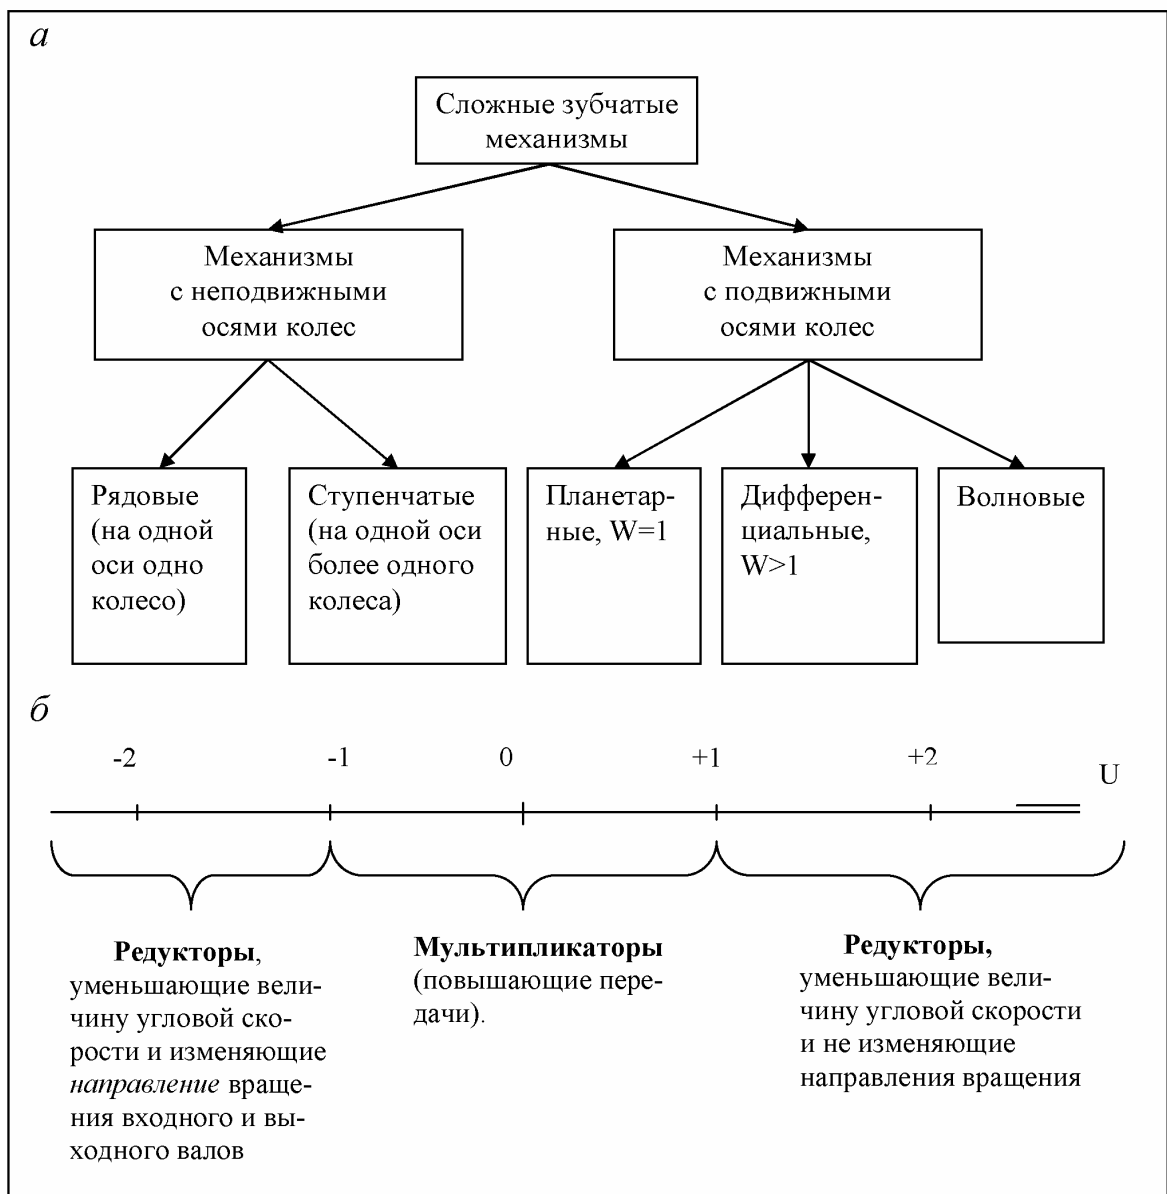 а
Сложные зубчатые
механизмы
Механизмы
с неподвижными
осями колес
Механизмы
с подвижными
осями колес
Рядовые
(на одной
оси одно
колесо)
Ступенчатые
(на одной оси
более одного
колеса)
Планетар-
ные, W=1
Дифферен-
циальные,
W>1
Волновые
б
-2 -1 0 +1 +2 U
Редукторы,
уменьшающие вели-
чину угловой ско-
рости и изменяющие
направление враще-
ния входного и вы-
ходного валов
Мультипликаторы
(повышающие пере-
дачи).
Редукторы,
уменьшающие вели-
чину угловой скорости
и не изменяющие
направления вращения